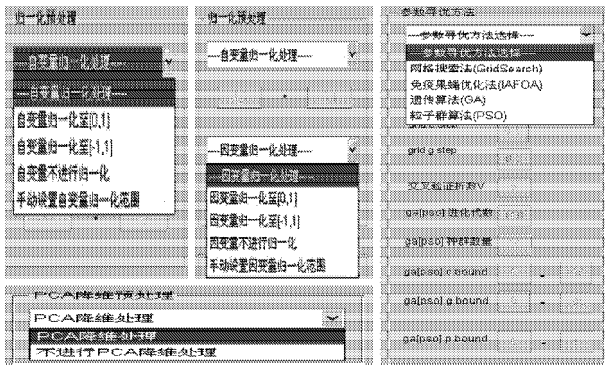 归一化预处理
----自变量归一化处理----
----自变量归一化处理----
自变量归一化至[0,1]
自变量归一化至[-1,1]
自变量不进行归一化
手动设置自变量归一化范围
归一化预处理
----自变量归一化处理----
----因变量归一化处理----
----因变量归一化处理----
因变量归一化至[0,1]
因变量归一化至[-1,1]
因变量不进行归一化
手动设置因变量归一化范围
PCA降维预处理
PCA降维处理
PCA降维处理
不进行PCA降维处理
参数寻优方法
----参数寻优方法选择----
----参数寻优方法选择----
网格搜索法(GridSearch)
免疫果蝇优化法(IAFOA)
遗传算法(GA)
粒子群算法(PSO)
grid g step
交叉验证折数V
ga[pso] 进化代数
ga[pso] 种群数量
ga[pso] c bound
ga[pso] g bound
ga[pso] p bound